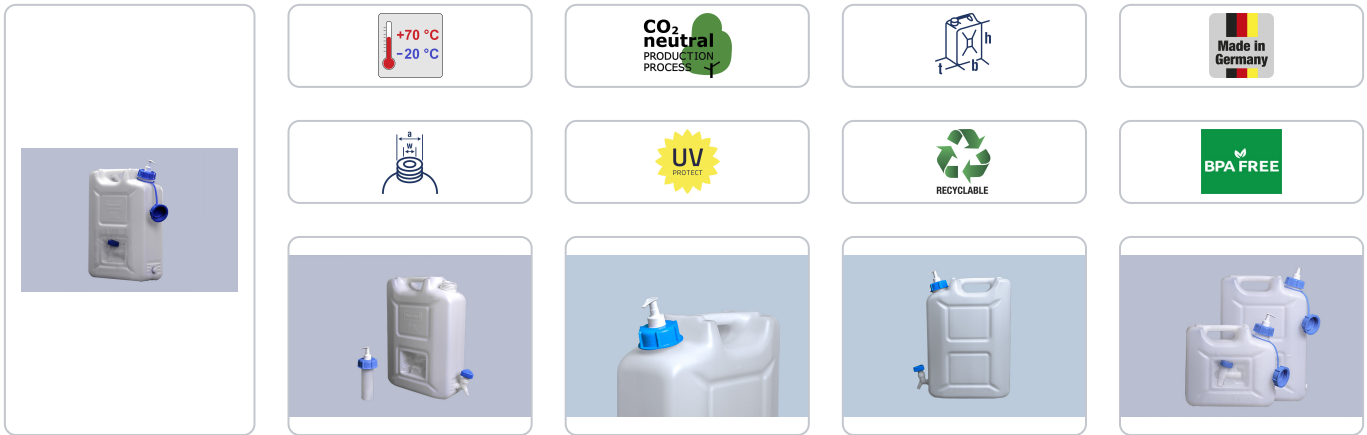 +70 °C
−20 °C
CO₂
neutral
PRODUCTION
PROCESS
h
t
b
Made in
Germany
a
w
UV
PROTECT
RECYCLABLE
BPA FREE